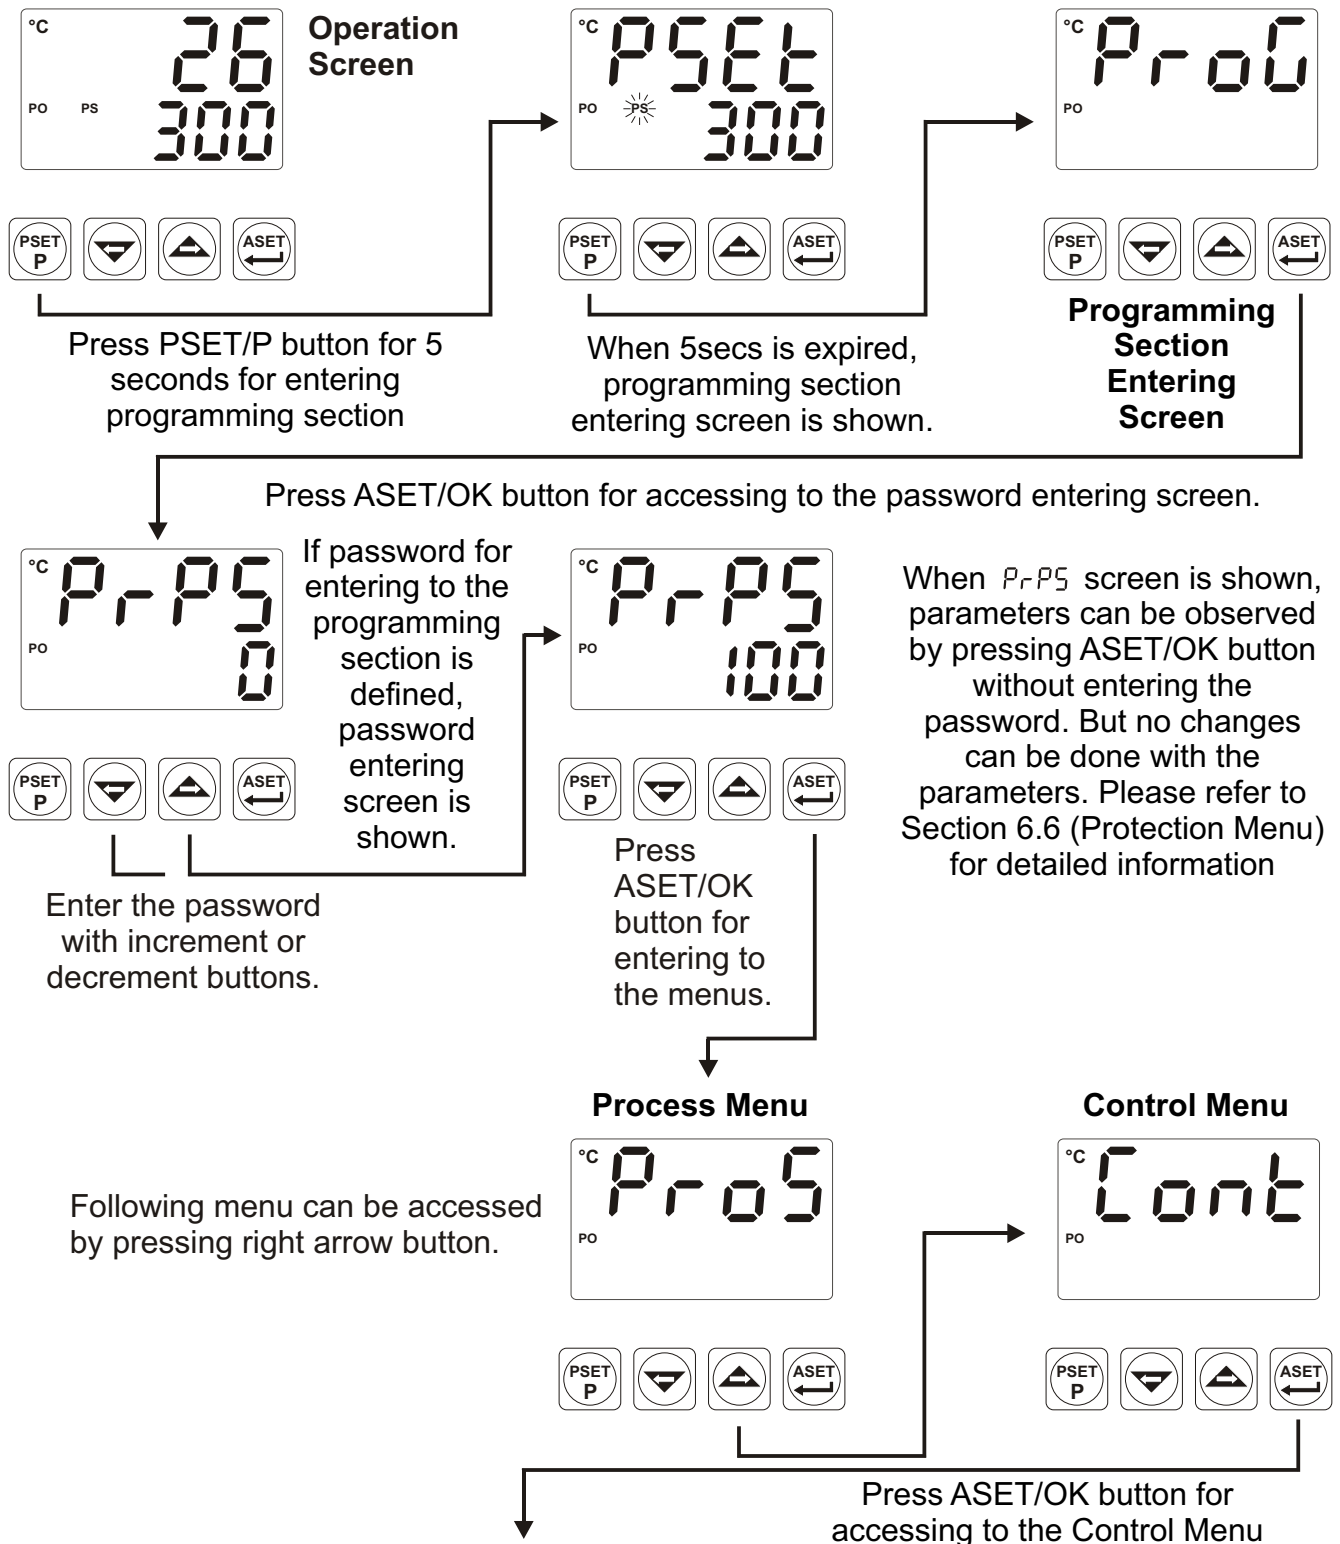 °C
26
PO PS
300
Operation
Screen
°C
PSEt
PO PS
300
°C
ProG
PO
PSET
P
ASET
PSET
P
ASET
PSET
P
ASET
Press PSET/P button for 5
seconds for entering
programming section
When 5secs is expired,
programming section
entering screen is shown.
Programming
Section
Entering
Screen
Press ASET/OK button for accessing to the password entering screen.
°C
PrPS
PO
0
If password for
entering to the
programming
section is
defined,
password
entering
screen is
shown.
°C
PrPS
PO
100
When PrPS screen is shown,
parameters can be observed
by pressing ASET/OK button
without entering the
password. But no changes
can be done with the
parameters. Please refer to
Section 6.6 (Protection Menu)
for detailed information
PSET
P
ASET
PSET
P
ASET
Enter the password
with increment or
decrement buttons.
Press
ASET/OK
button for
entering to
the menus.
Process Menu
Control Menu
Following menu can be accessed
by pressing right arrow button.
°C
ProS
PO
°C
Cont
PO
PSET
P
ASET
PSET
P
ASET
Press ASET/OK button for
accessing to the Control Menu